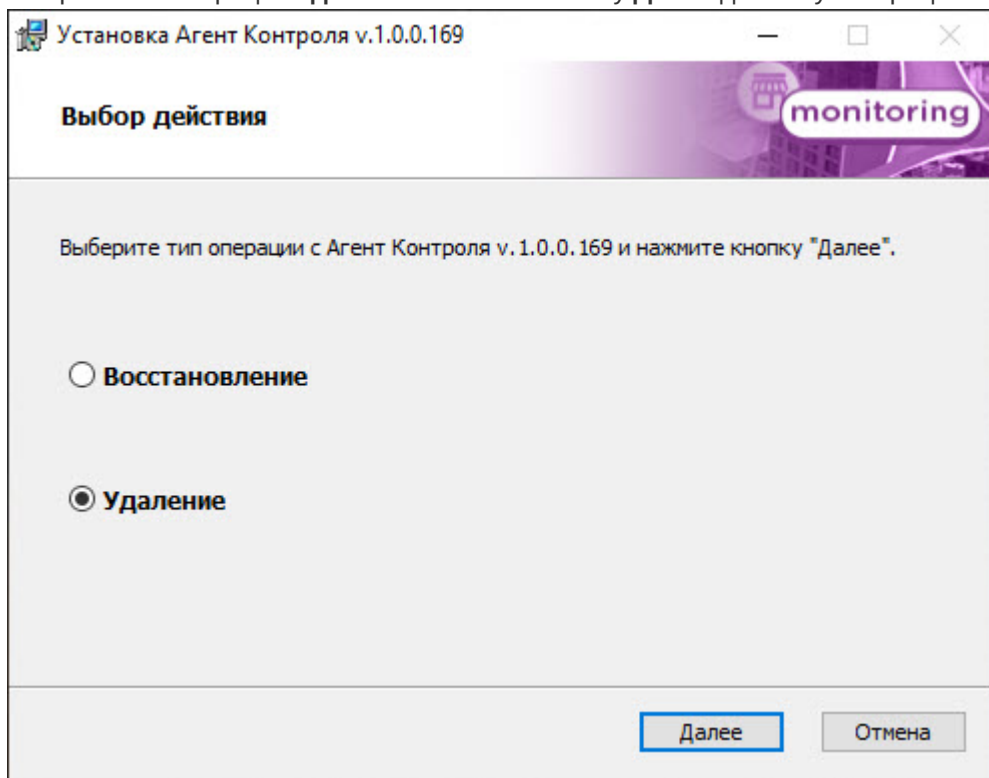 Установка Агент Контроля v.1.0.0.169
Выбор действия
monitoring
Выберите тип операции с Агент Контроля v.1.0.0.169 и нажмите кнопку "Далее".
Восстановление
Удаление
Далее
Отмена